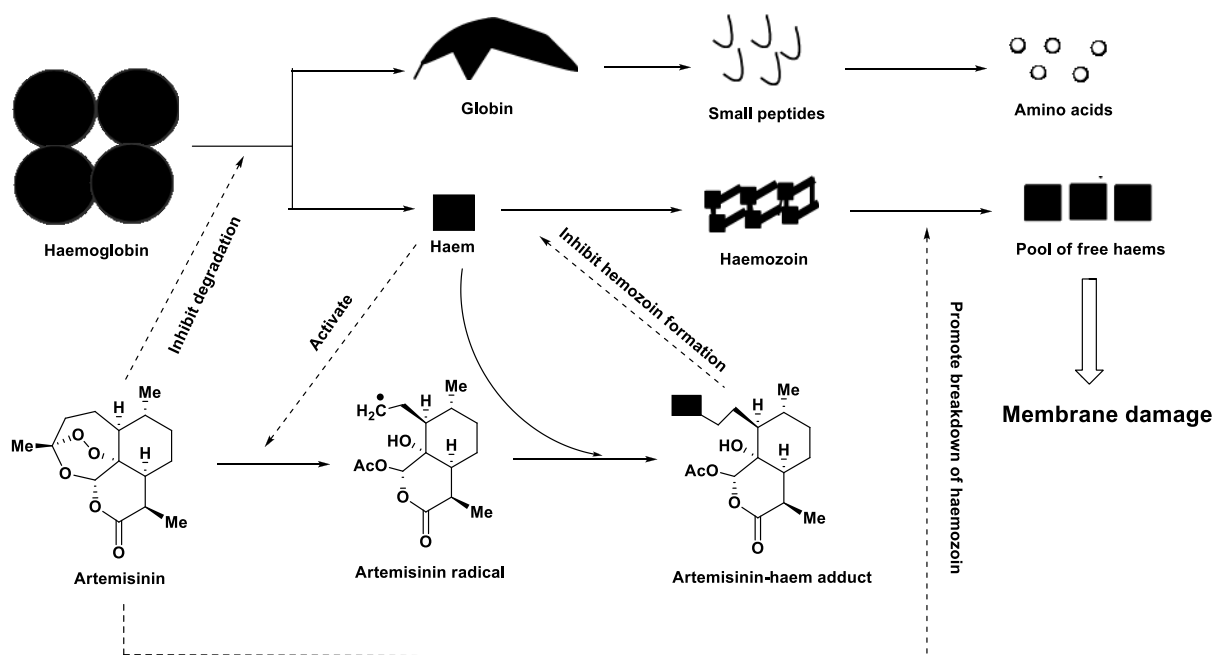 Globin
Small peptides
Amino acids
Haemoglobin
Haem
Haemozoin
Pool of free haems
Inhibit degradation
Activate
Inhibit hemozoin formation
Promote breakdown of haemozoin
Membrane damage
Me
H
H
Me
O
O
O
O
O
Me
Artemisinin
H₂C
H
Me
HO
H
AcO
O
O
Me
Artemisinin radical
H
Me
HO
H
AcO
O
O
Me
Artemisinin-haem adduct